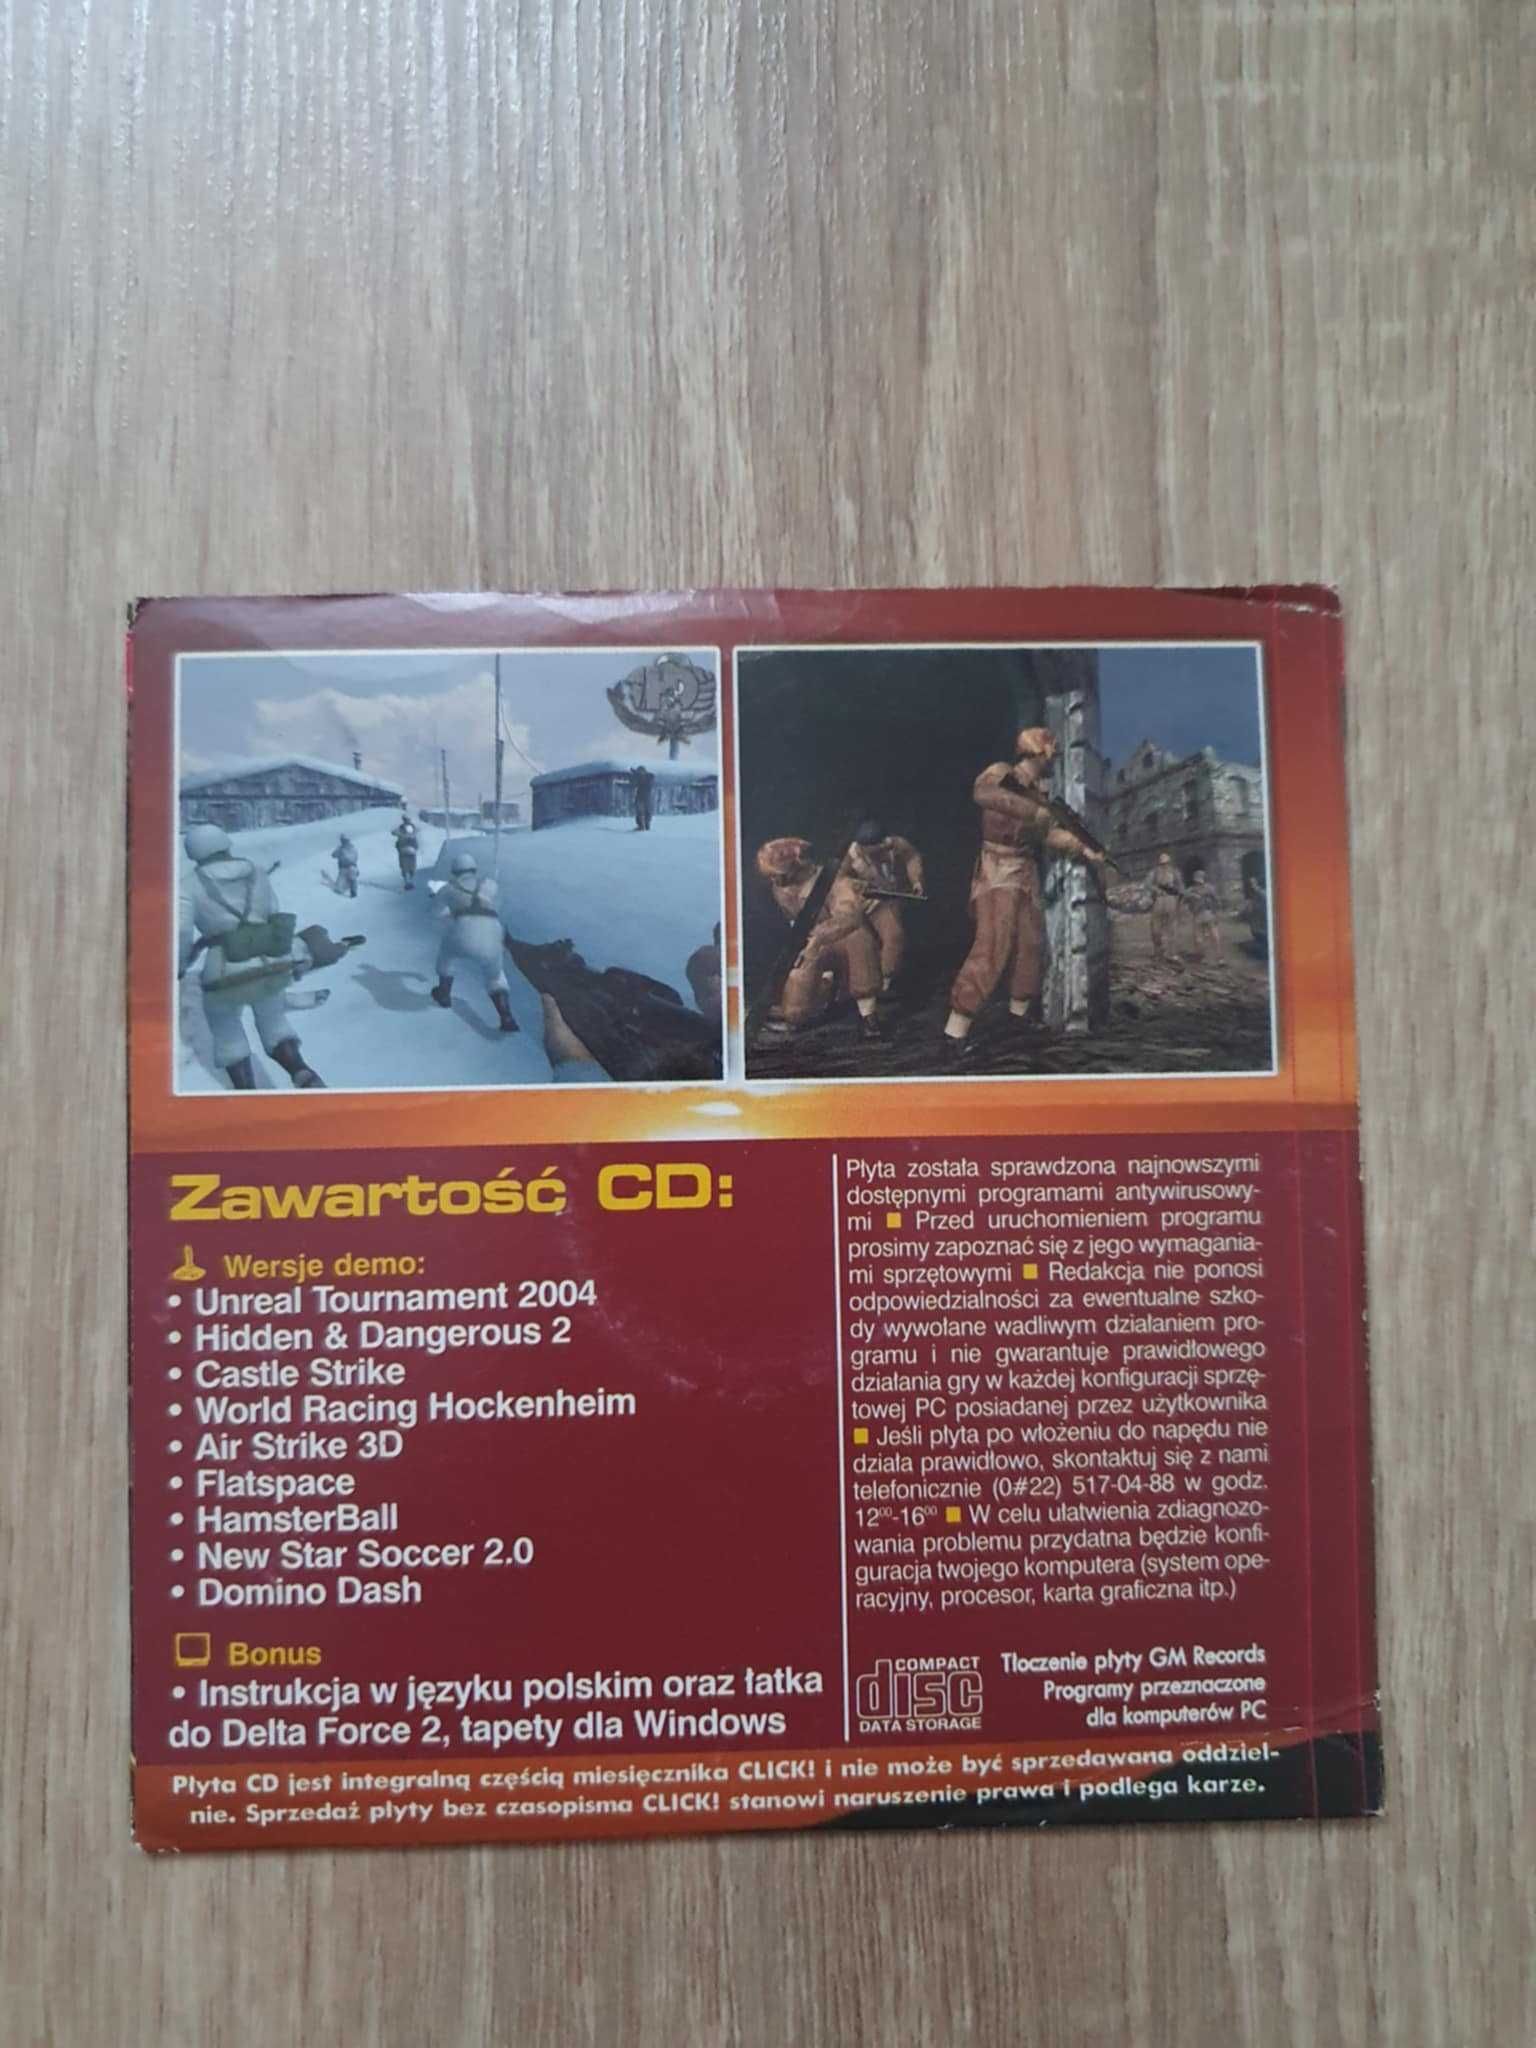 Zawartość CD:
Wersje demo:
• Unreal Tournament 2004
• Hidden & Dangerous 2
• Castle Strike
• World Racing Hockenheim
• Air Strike 3D
• Flatspace
• HamsterBall
• New Star Soccer 2.0
• Domino Dash
Bonus
• Instrukcja w języku polskim oraz łatka
do Delta Force 2, tapety dla Windows
Płyta została sprawdzona najnowszymi
dostępnymi programami antywirusowy-
mi ■ Przed uruchomieniem programu
prosimy zapoznać się z jego wymagania-
mi sprzętowymi ■ Redakcja nie ponosi
odpowiedzialności za ewentualne szko-
dy wywołane wadliwym działaniem pro-
gramu i nie gwarantuje prawidłowego
działania gry w każdej konfiguracji sprzę-
towej PC posiadanej przez użytkownika
■ Jeśli płyta po włożeniu do napędu nie
działa prawidłowo, skontaktuj się z nami
telefonicznie (0#22) 517-04-88 w godz.
12⁰⁰-16⁰⁰ ■ W celu ułatwienia zdiagnozo-
wania problemu przydatna będzie konfi-
guracja twojego komputera (system ope-
racyjny, procesor, karta graficzna itp.)
COMPACT
disc
DATA STORAGE
Tłoczenie płyty GM Records
Programy przeznaczone
dla komputerów PC
Płyta CD jest integralną częścią miesięcznika CLICK! i nie może być sprzedawana oddziel-
nie. Sprzedaż płyty bez czasopisma CLICK! stanowi naruszenie prawa i podlega karze.